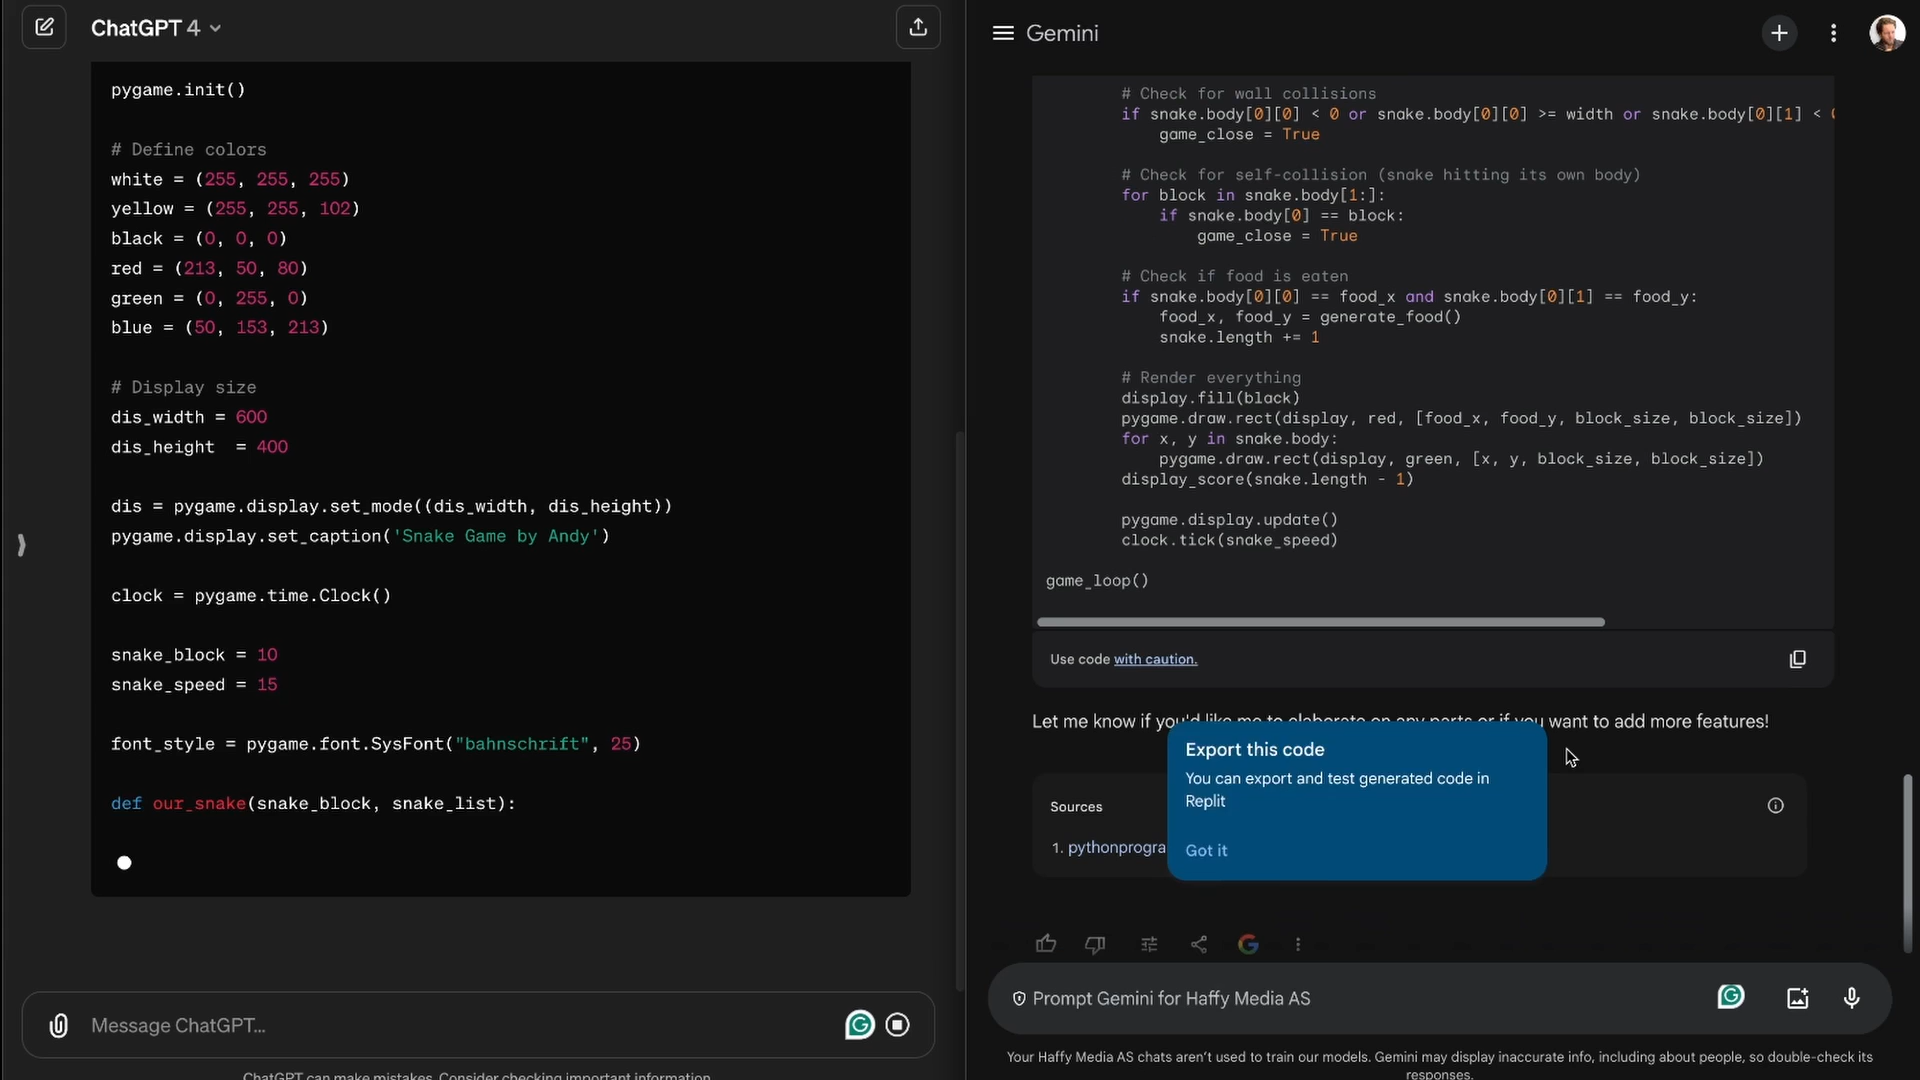 ChatGPT 4
pygame.init()
# Define colors
white = (255, 255, 255)
yellow = (255, 255, 102)
black = (0, 0, 0)
red = (213, 50, 80)
green = (0, 255, 0)
blue = (50, 153, 213)
# Display size
dis_width = 600
dis_height  = 400
dis = pygame.display.set_mode((dis_width, dis_height))
pygame.display.set_caption('Snake Game by Andy')
clock = pygame.time.Clock()
snake_block = 10
snake_speed = 15
font_style = pygame.font.SysFont("bahnschrift", 25)
def our_snake(snake_block, snake_list):
Message ChatGPT...
ChatGPT can make mistakes. Consider checking important information.
Gemini
# Check for wall collisions
if snake.body[0][0] < 0 or snake.body[0][0] >= width or snake.body[0][1] < 
game_close = True
# Check for self-collision (snake hitting its own body)
for block in snake.body[1:]:
if snake.body[0] == block:
game_close = True
# Check if food is eaten
if snake.body[0][0] == food_x and snake.body[0][1] == food_y:
food_x, food_y = generate_food()
snake.length += 1
# Render everything
display.fill(black)
pygame.draw.rect(display, red, [food_x, food_y, block_size, block_size])
for x, y in snake.body:
pygame.draw.rect(display, green, [x, y, block_size, block_size])
display_score(snake.length - 1)
pygame.display.update()
clock.tick(snake_speed)
game_loop()
Use code with caution.
Let me know if you'd like me to elaborate on any parts or if you want to add more features!
Export this code
You can export and test generated code in
Replit
Got it
Sources
1. pythonprogra
Prompt Gemini for Haffy Media AS
Your Haffy Media AS chats aren't used to train our models. Gemini may display inaccurate info, including about people, so double-check its
responses.